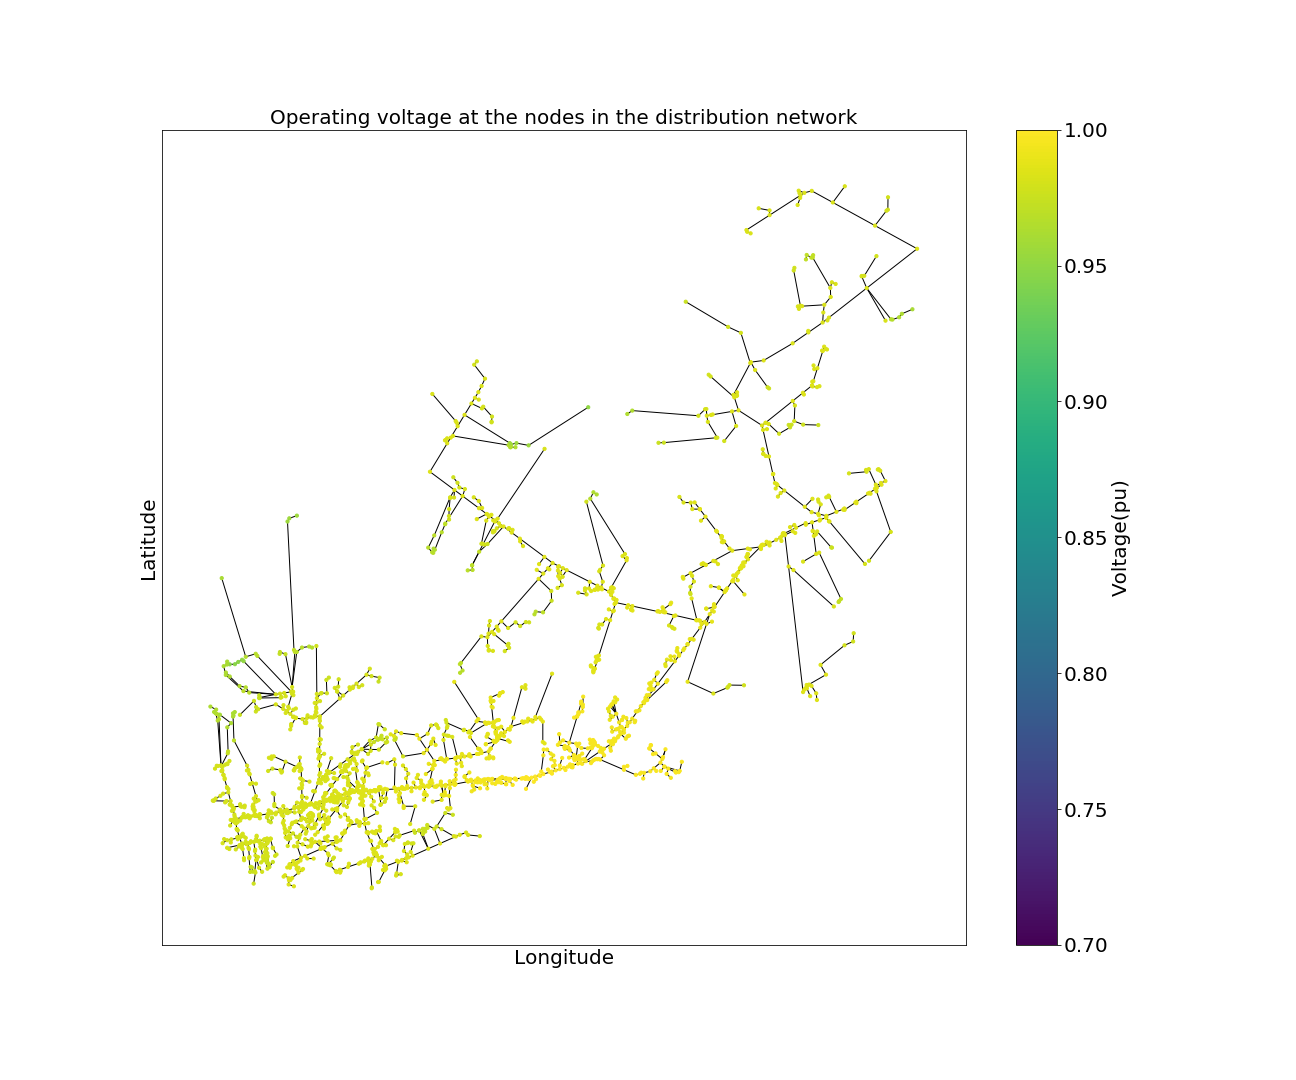 Operating voltage at the nodes in the distribution network
Latitude
Longitude
1.00
0.95
0.90
0.85
0.80
0.75
0.70
Voltage(pu)